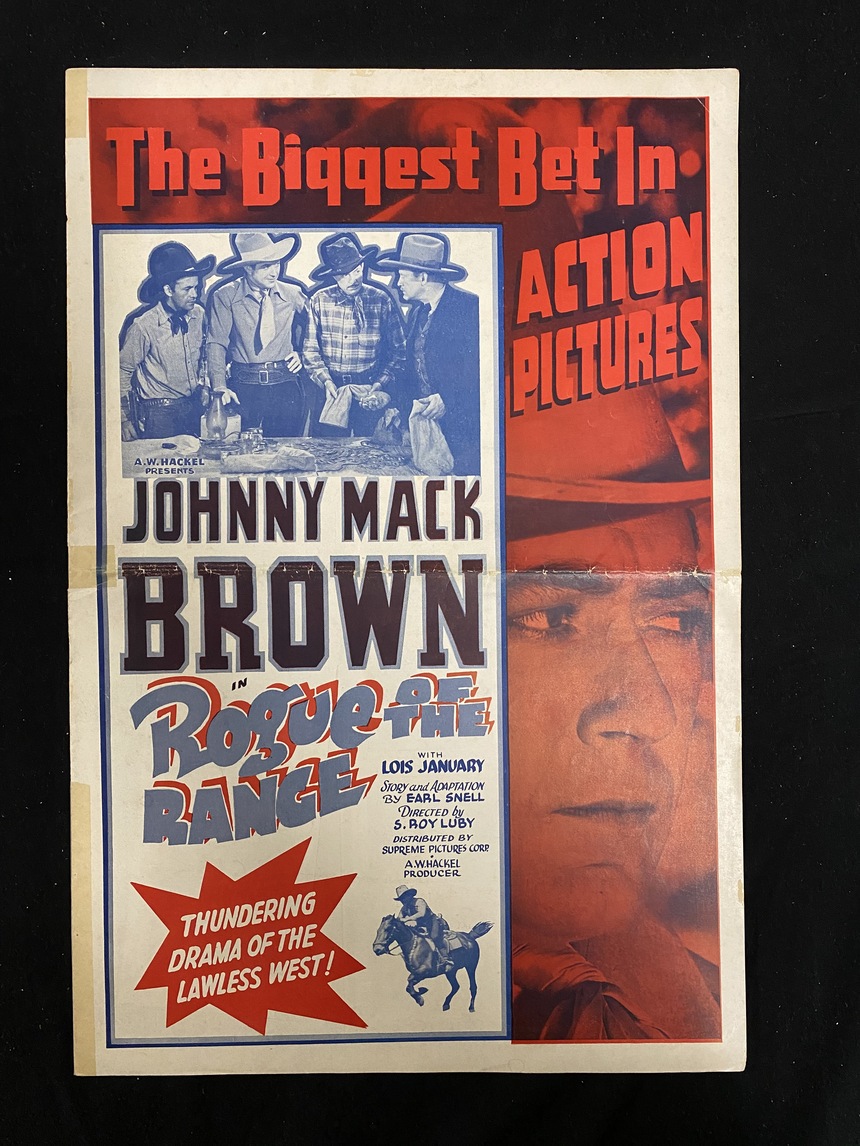 The Biggest Bet In
ACTION
PICTURES
A.W. HACKEL
PRESENTS
JOHNNY MACK
BROWN
IN
Rogue OF THE
RANGE
WITH
LOIS JANUARY
Story and Adaptation
BY EARL SNELL
Directed by
S. ROY LUBY
DISTRIBUTED BY
SUPREME PICTURES CORP.
A.W. HACKEL
PRODUCER
THUNDERING
DRAMA OF THE
LAWLESS WEST!